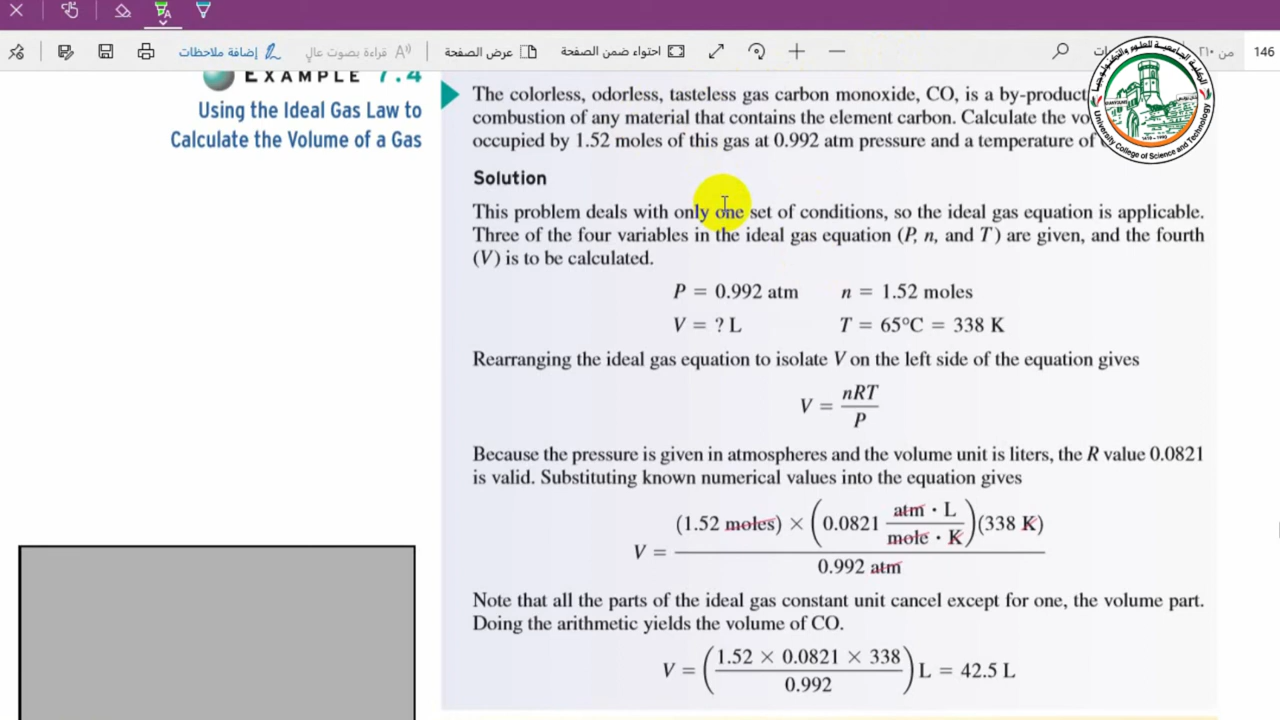 إضافة ملاحظات
قراءة بصوت عالٍ
عرض الصفحة
احتواء ضمن الصفحة
من ٢١٠
146
EXAMPLE 7.4
Using the Ideal Gas Law to
Calculate the Volume of a Gas
The colorless, odorless, tasteless gas carbon monoxide, CO, is a by-product
combustion of any material that contains the element carbon. Calculate the
occupied by 1.52 moles of this gas at 0.992 atm pressure and a temperature of
University College of Science and Technology
Solution
This problem deals with only one set of conditions, so the ideal gas equation is applicable.
Three of the four variables in the ideal gas equation (P, n, and T) are given, and the fourth
(V) is to be calculated.
P = 0.992 atm n = 1.52 moles
V = ? L T = 65°C = 338 K
Rearranging the ideal gas equation to isolate V on the left side of the equation gives
V = nRT / P
Because the pressure is given in atmospheres and the volume unit is liters, the R value 0.0821
is valid. Substituting known numerical values into the equation gives
V = (1.52 moles) × (0.0821 atm · L / mole · K)(338 K) / 0.992 atm
Note that all the parts of the ideal gas constant unit cancel except for one, the volume part.
Doing the arithmetic yields the volume of CO.
V = (1.52 × 0.0821 × 338 / 0.992) L = 42.5 L